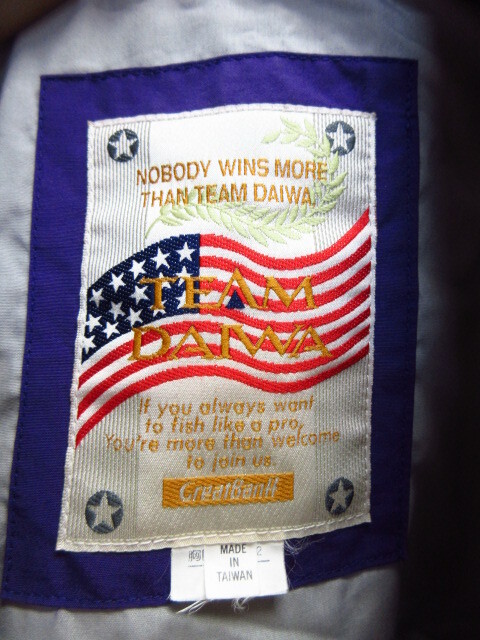 NOBODY WINS MORE
THAN TEAM DAIWA.
TEAM
DAIWA
If you always want
to fish like a pro,
You're more than welcome
to join us.
MADE
IN
TAIWAN
2